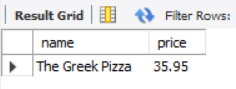 Result Grid Filter Rows:
name price
The Greek Pizza 35.95